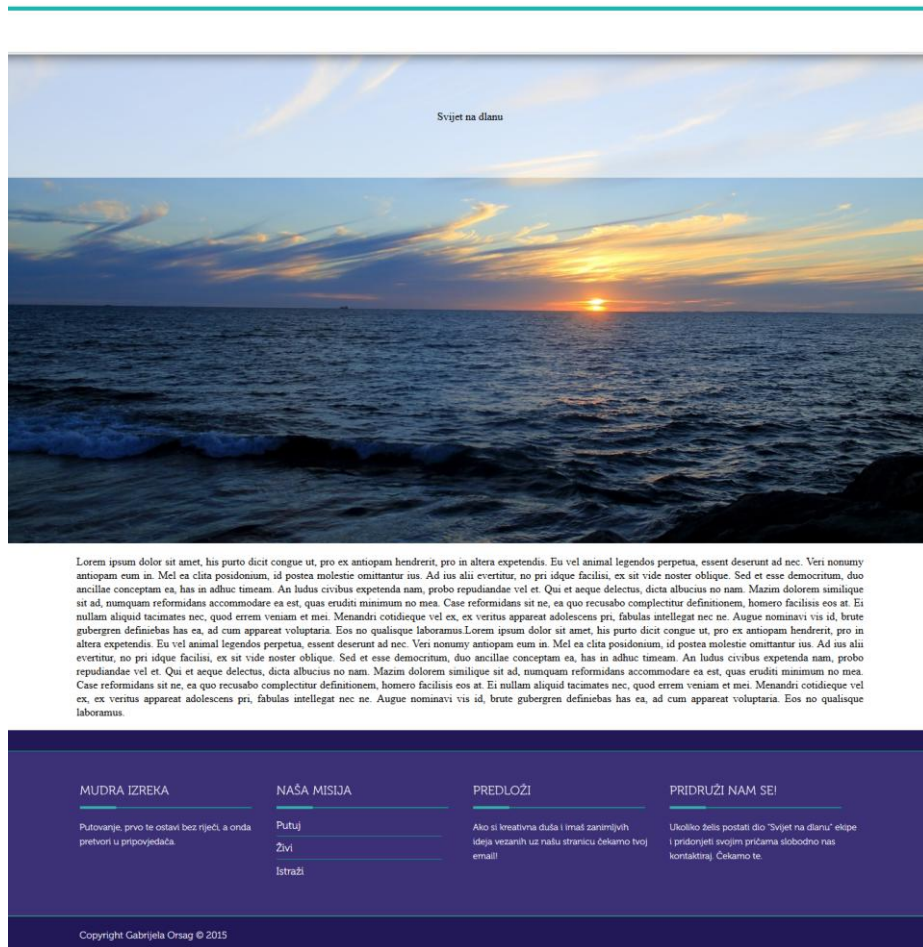 Svijet na dlanu
Lorem ipsum dolor sit amet, his purto dicit congue ut, pro ex antiopam hendrerit, pro in altera expetendis. Eu vel animal legendos perpetua, essent deserunt ad nec. Veri nonumy
antiopam eum in. Mel ea clita posidonium, id postea molestie omittantur ius. Ad ius alii evertitur, no pri idque facilisi, ex sit vide noster oblique. Sed et esse democritum, duo
ancillae conceptam ea, has in adhuc timeam. An ludus civibus expetenda nam, probo repudiandae vel et. Qui et aeque delectus, dicta albucius no nam. Mazim dolorem similique
sit ad, numquam reformidans accommodare ea est, quas eruditi minimum no mea. Case reformidans sit ne, ea quo recusabo complectitur definitionem, homero facilisis eos at. Ei
nullam aliquid tacimates nec, quod errem veniam et mei. Menandri cotidieque vel ex, ex veritus appareat adolescens pri, fabulas intellegat nec ne. Augue nominavi vis id, brute
gubergren definiebas has ea, ad cum appareat voluptaria. Eos no qualisque laboramus.Lorem ipsum dolor sit amet, his purto dicit congue ut, pro ex antiopam hendrerit, pro in
altera expetendis. Eu vel animal legendos perpetua, essent deserunt ad nec. Veri nonumy antiopam eum in. Mel ea clita posidonium, id postea molestie omittantur ius. Ad ius alii
evertitur, no pri idque facilisi, ex sit vide noster oblique. Sed et esse democritum, duo ancillae conceptam ea, has in adhuc timeam. An ludus civibus expetenda nam, probo
repudiandae vel et. Qui et aeque delectus, dicta albucius no nam. Mazim dolorem similique sit ad, numquam reformidans accommodare ea est, quas eruditi minimum no mea.
Case reformidans sit ne, ea quo recusabo complectitur definitionem, homero facilisis eos at. Ei nullam aliquid tacimates nec, quod errem veniam et mei. Menandri cotidieque vel
ex, ex veritus appareat adolescens pri, fabulas intellegat nec ne. Augue nominavi vis id, brute gubergren definiebas has ea, ad cum appareat voluptaria. Eos no qualisque
laboramus.
MUDRA IZREKA
Putovanje, prvo te ostavi bez riječi, a onda
pretvori u pripovjedača.
NAŠA MISIJA
Putuj
Živi
Istraži
PREDLOŽI
Ako si kreativna duša i imaš zanimljvih
ideja vezanih uz našu stranicu čekamo tvoj
email!
PRIDRUŽI NAM SE!
Ukoliko želis postati dio "Svijet na dlanu" ekipe
i pridonjeti svojim pričama slobodno nas
kontaktiraj. Čekamo te.
Copyright Gabrijela Orsag © 2015